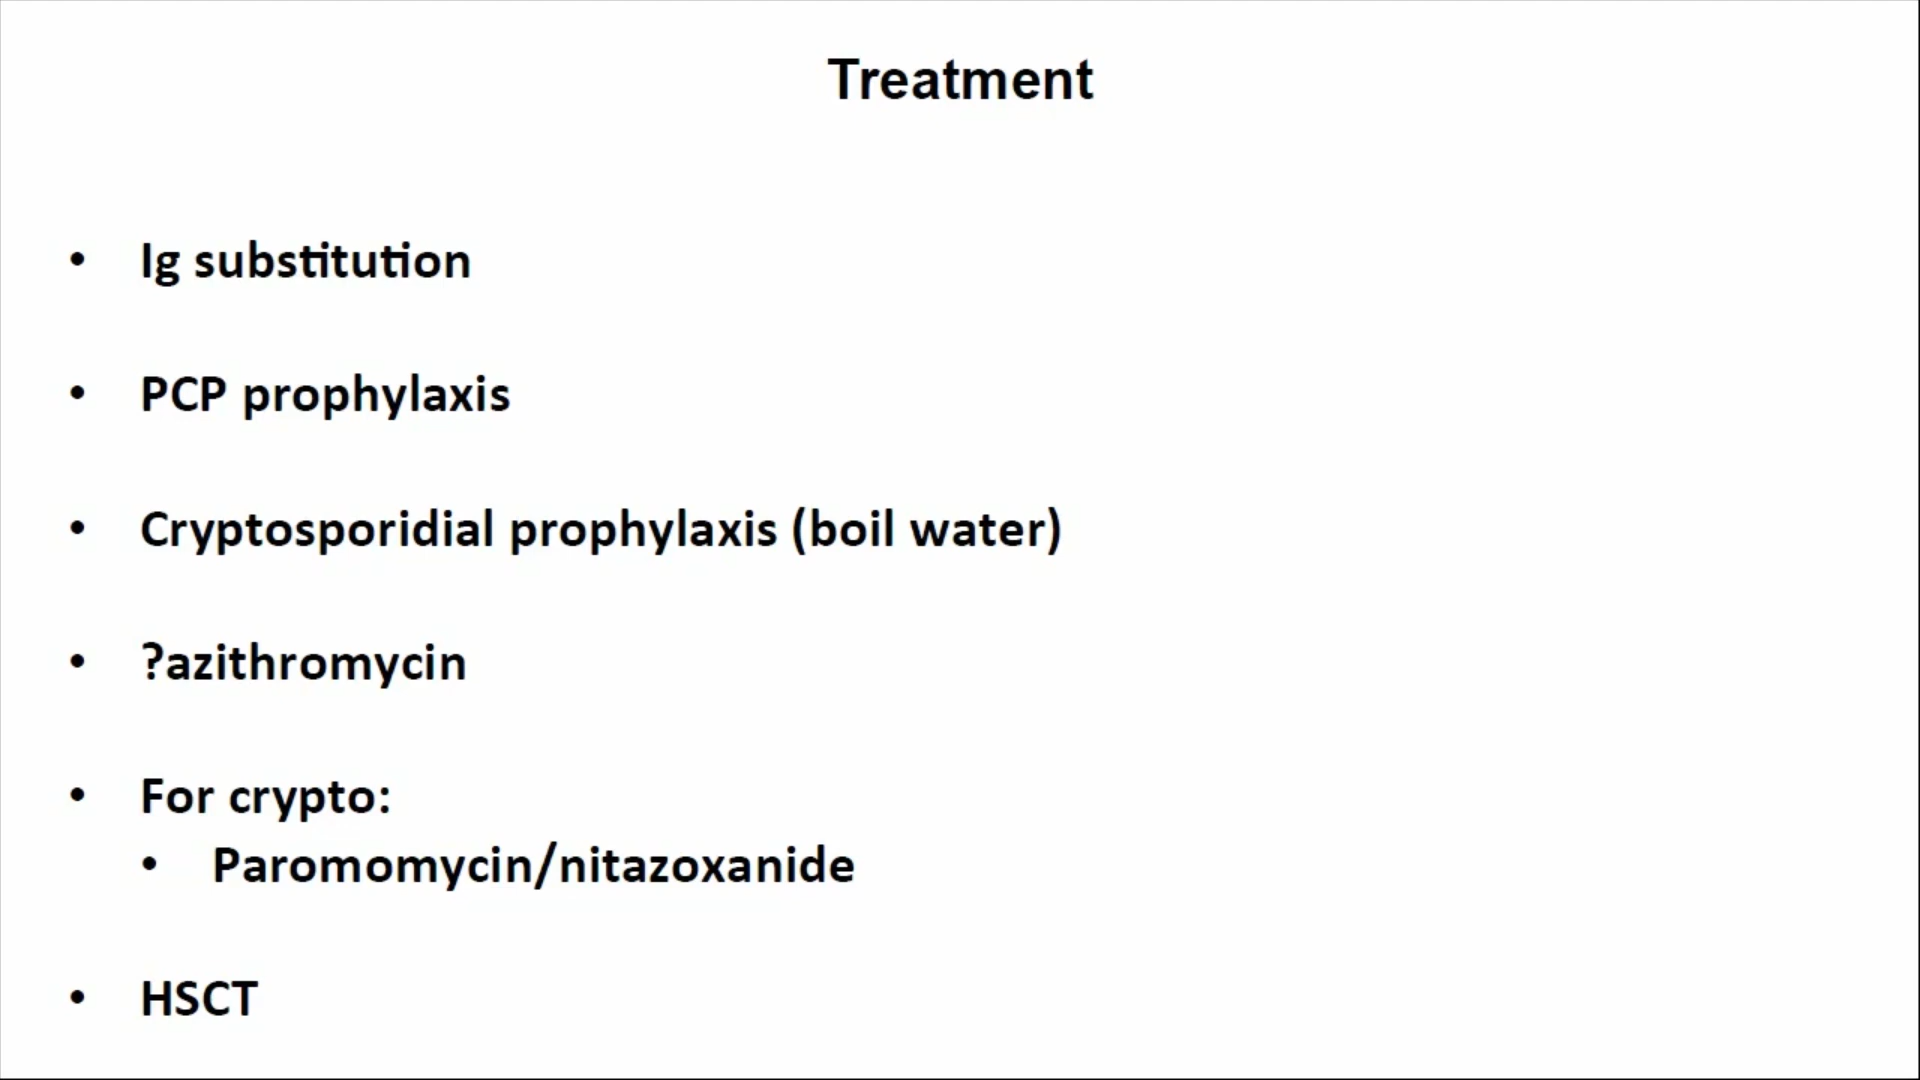 Treatment
• Ig substitution
• PCP prophylaxis
• Cryptosporidial prophylaxis (boil water)
• ?azithromycin
• For crypto:
• Paromomycin/nitazoxanide
• HSCT